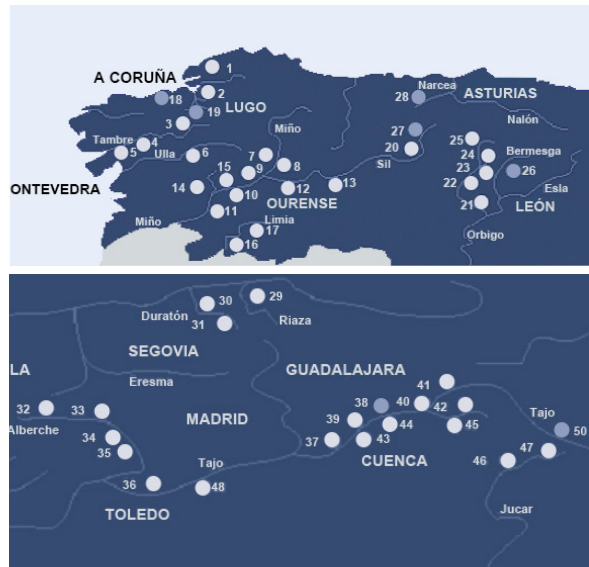 1
A CORUÑA
18
2
ASTURIAS
Narcea
28
19
LUGO
3
Nalón
27
25
Tambre
4
Miño
5
Ulla
6
7
20
24
Bermesga
Sil
23
26
15
9
8
22
Esla
ONTEVEDRA
14
12
13
10
OURENSE
21
LEÓN
11
Miño
Limia
17
Orbigo
16
30
29
Duratón
31
Riaza
SEGOVIA
LA
GUADALAJARA
Eresma
41
32
33
MADRID
38
40
42
Tajo
Alberche
39
50
34
37
43
44
45
35
CUENCA
46
47
Tajo
36
48
TOLEDO
Jucar